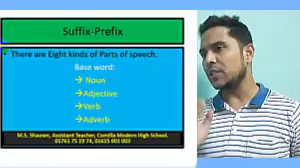 Suffix-Prefix
• There are Eight kinds of Parts of speech.
Base word:
→Noun
→Adjective
→Verb
→Adverb
M.S. Shaonen, Assistant Teacher, Comilla Modern High School.
01761 75 19 74, 01615 001 003